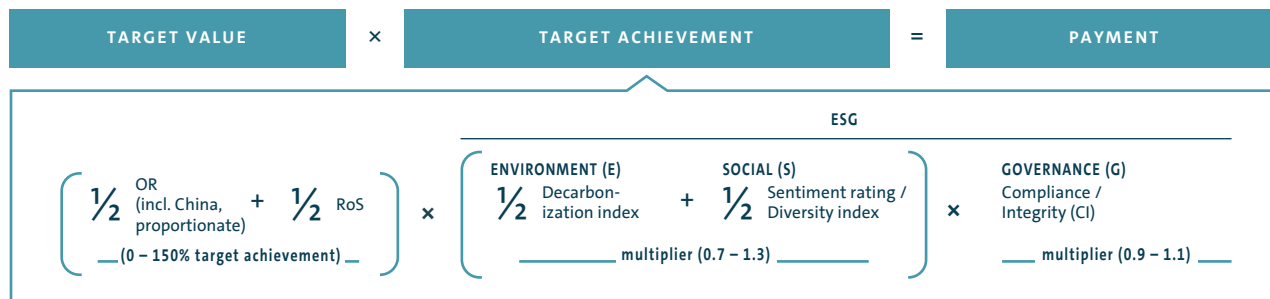 TARGET VALUE × TARGET ACHIEVEMENT = PAYMENT
ESG
ENVIRONMENT (E) SOCIAL (S) GOVERNANCE (G)
½ OR (incl. China, proportionate) + ½ RoS × ½ Decarbon-
ization index + ½ Sentiment rating /
Diversity index × Compliance /
Integrity (CI)
(0 – 150% target achievement) multiplier (0.7 – 1.3) multiplier (0.9 – 1.1)